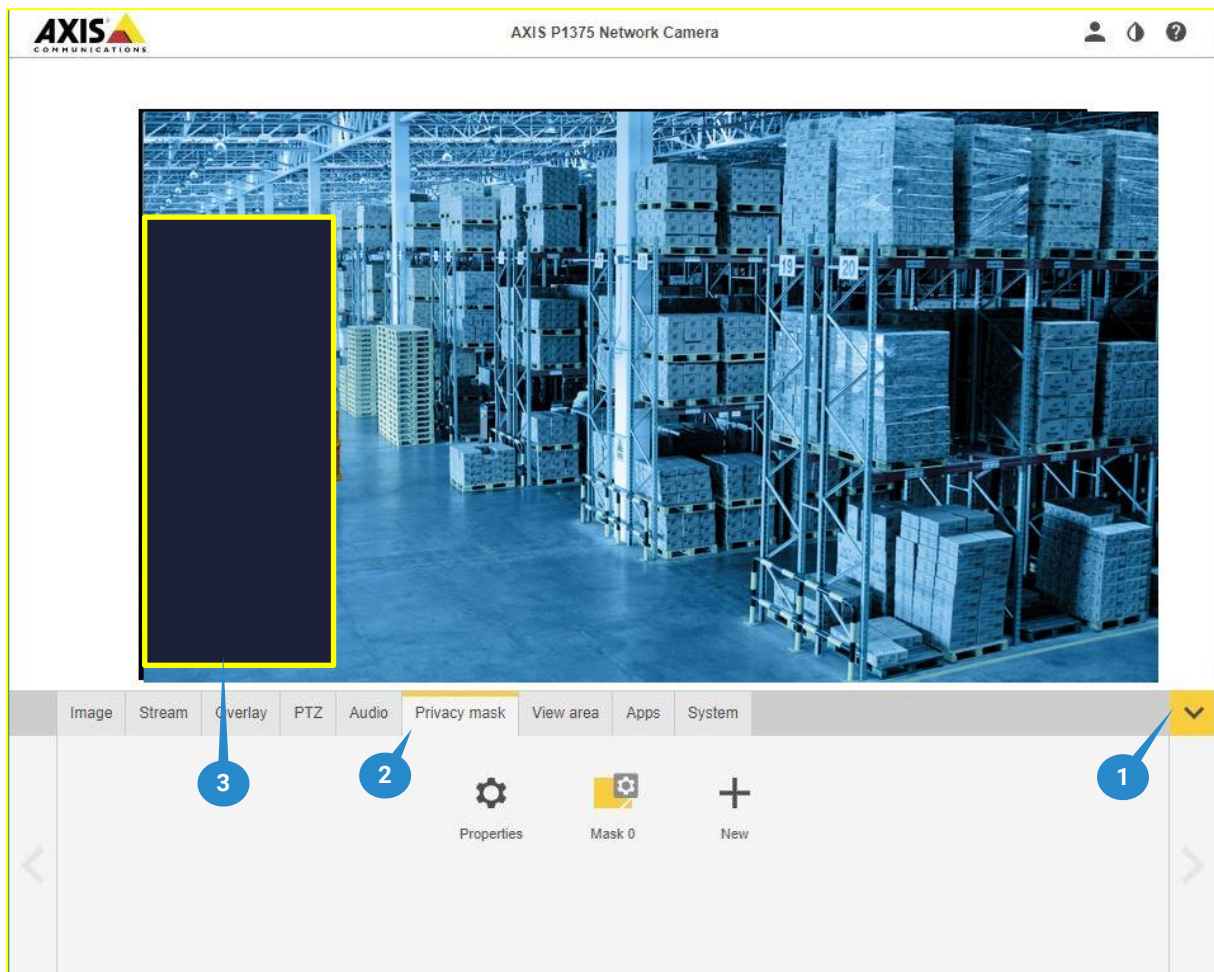 AXIS
COMMUNICATIONS
AXIS P1375 Network Camera
19
20
Image Stream Overlay PTZ Audio Privacy mask View area Apps System
1
2
3
Properties Mask 0 New